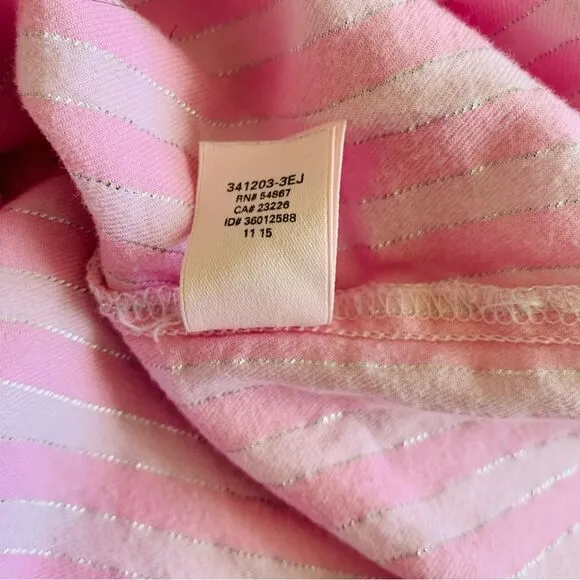 341203-3EJ
RN# 54867
CA# 23226
ID# 36012588
11 15